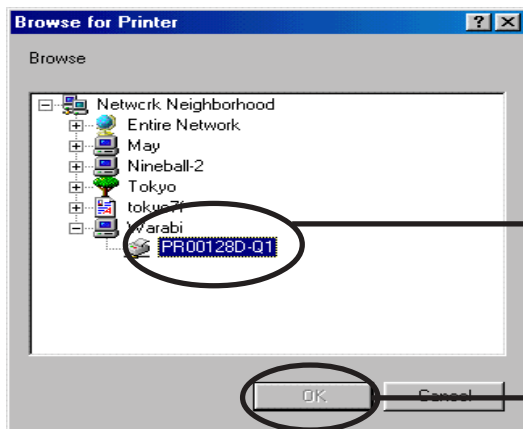 Browse for Printer
Browse
Network Neighborhood
Entire Network
May
Nineball-2
Tokyo
Warabi
PR00128D-Q1
OK
Cancel